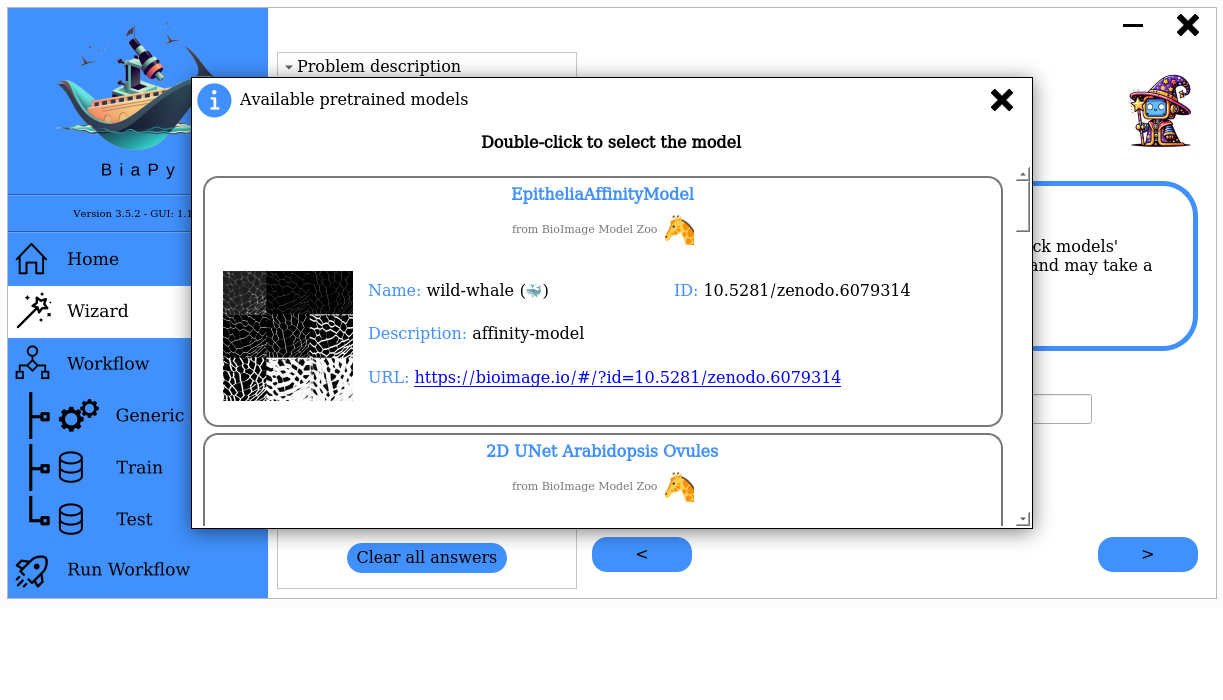 Problem description
Available pretrained models
Double-click to select the model
BiaPy
Version 3.5.2 - GUI: 1.1
Home
Wizard
Workflow
Generic
Train
Test
Run Workflow
EpitheliaAffinityModel
from BioImage Model Zoo
Name: wild-whale (🐳)
ID: 10.5281/zenodo.6079314
Description: affinity-model
URL: https://bioimage.io/#/?id=10.5281/zenodo.6079314
2D UNet Arabidopsis Ovules
from BioImage Model Zoo
ck models'
and may take a
Clear all answers
<
>